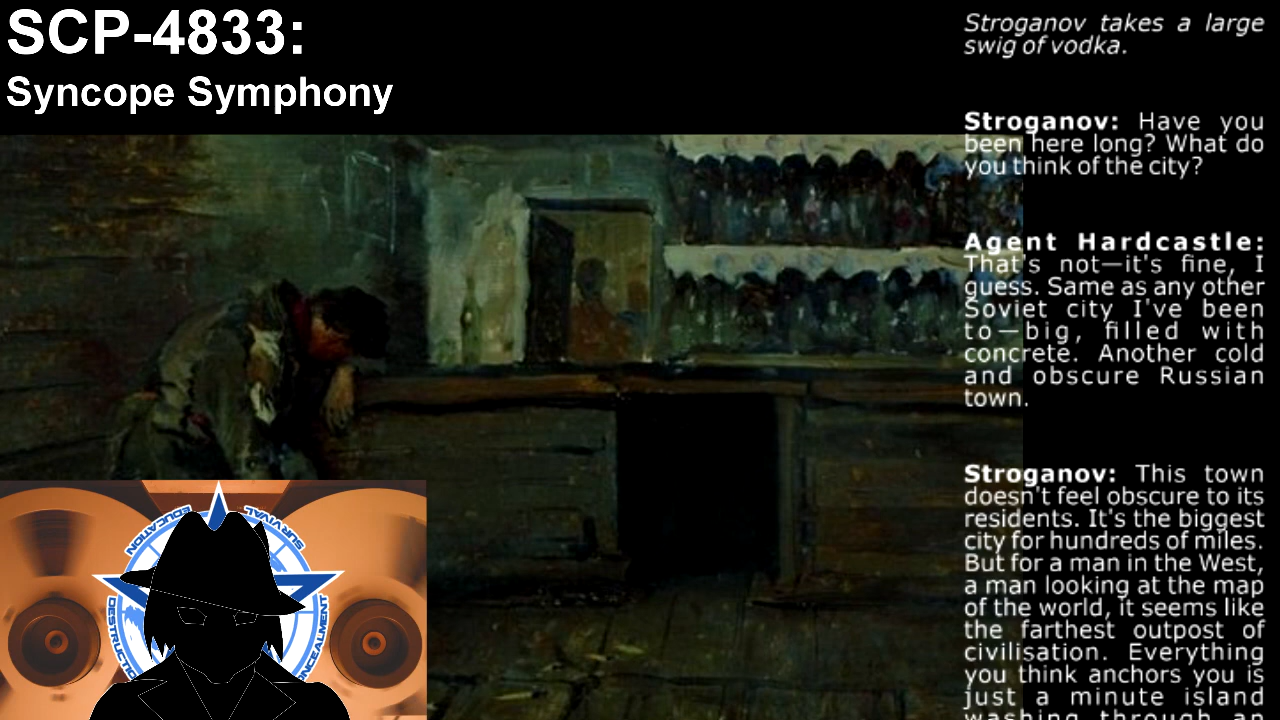 SCP-4833:
Syncope Symphony
Stroganov takes a large
swig of vodka.
Stroganov: Have you
been here long? What do
you think of the city?
Agent Hardcastle:
That's not—it's fine, I
guess. Same as any other
Soviet city I've been
to—big, filled with
concrete. Another cold
and obscure Russian
town.
Stroganov: This town
doesn't feel obscure to its
residents. It's the biggest
city for hundreds of miles.
But for a man in the West,
a man looking at the map
of the world, it seems like
the farthest outpost of
civilisation. Everything
you think anchors you is
just a minute island
washing through an
EDUCATION
SURVIVAL